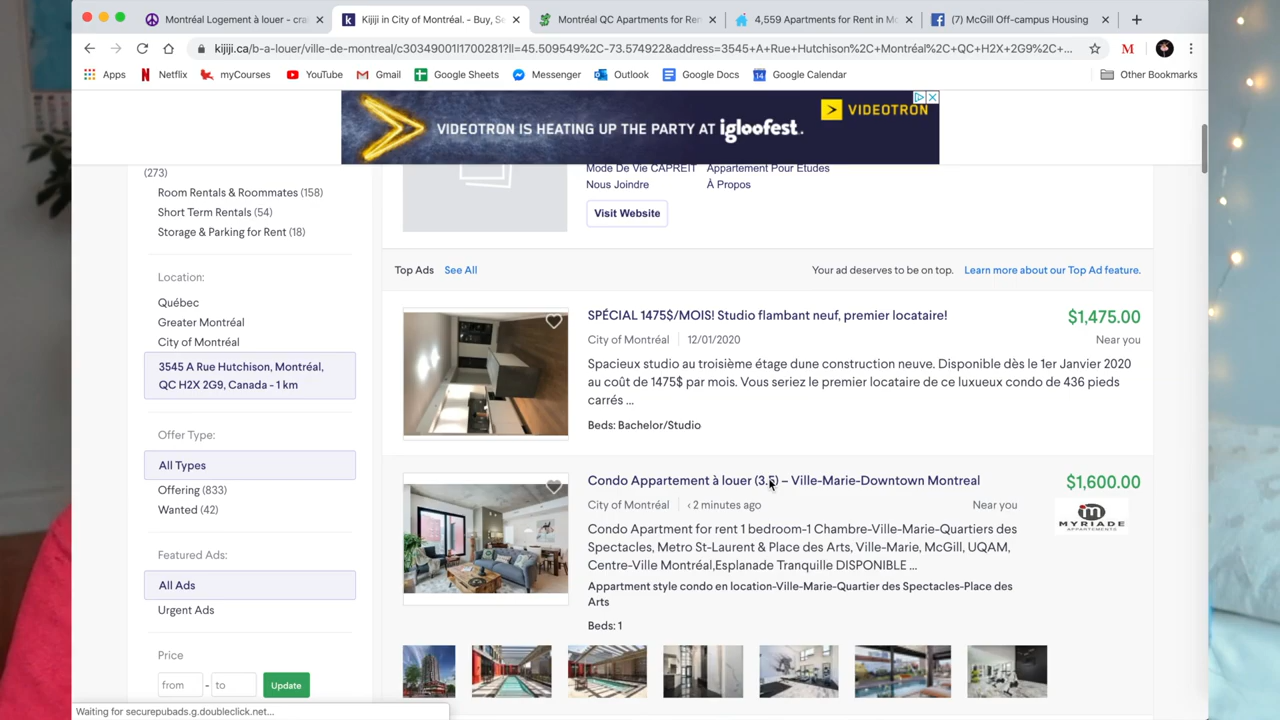 Montréal Logement à louer - cra
Kijiji in City of Montréal. - Buy, Se
Montréal QC Apartments for Ren
4,559 Apartments for Rent in Mo
(7) McGill Off-campus Housing
kijiji.ca/b-a-louer/ville-de-montreal/c30349001l1700281?ll=45.509549%2C-73.574922&address=3545+A+Rue+Hutchison%2C+Montréal%2C+QC+H2X+2G9%2C+...
Apps
Netflix
myCourses
YouTube
Gmail
Google Sheets
Messenger
Outlook
Google Docs
Google Calendar
Other Bookmarks
VIDEOTRON IS HEATING UP THE PARTY AT igloofest.
VIDEOTRON
(273)
Room Rentals & Roommates (158)
Short Term Rentals (54)
Storage & Parking for Rent (18)
Location:
Québec
Greater Montréal
City of Montréal
3545 A Rue Hutchison, Montréal,
QC H2X 2G9, Canada - 1 km
Offer Type:
All Types
Offering (833)
Wanted (42)
Featured Ads:
All Ads
Urgent Ads
Price
from - to Update
Mode De Vie CAPREIT Appartement Pour Etudes
Nous Joindre À Propos
Visit Website
Top Ads See All
Your ad deserves to be on top. Learn more about our Top Ad feature.
SPÉCIAL 1475$/MOIS! Studio flambant neuf, premier locataire!
$1,475.00
City of Montréal 12/01/2020
Near you
Spacieux studio au troisième étage dune construction neuve. Disponible dès le 1er Janvier 2020
au coût de 1475$ par mois. Vous seriez le premier locataire de ce luxueux condo de 436 pieds
carrés ...
Beds: Bachelor/Studio
Condo Appartement à louer (3.5) – Ville-Marie-Downtown Montreal
$1,600.00
City of Montréal < 2 minutes ago
Near you
Condo Apartment for rent 1 bedroom-1 Chambre-Ville-Marie-Quartiers des
Spectacles, Metro St-Laurent & Place des Arts, Ville-Marie, McGill, UQAM,
Centre-Ville Montréal,Esplanade Tranquille DISPONIBLE ...
MYRIADE
APPARTEMENTS
Appartment style condo en location-Ville-Marie-Quartier des Spectacles-Place des
Arts
Beds: 1
Waiting for securepubads.g.doubleclick.net...